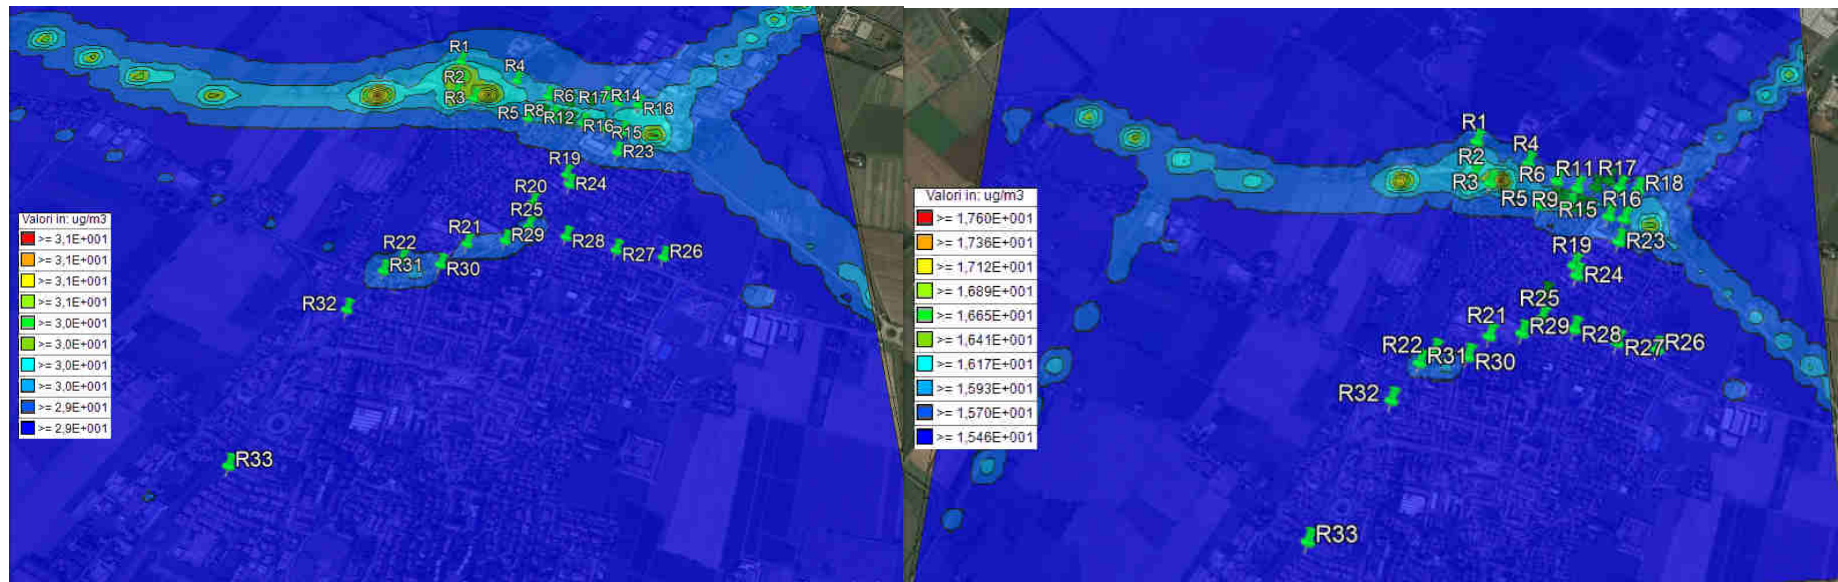 R1
R2
R4
R3
R6
R17
R14
R5
R8
R12
R18
R16
R15
R23
R19
R24
R20
R25
R21
R29
R28
R22
R27
R26
R31
R30
R32
R33
Valori in: ug/m3
>= 3,1E+001
>= 3,1E+001
>= 3,1E+001
>= 3,1E+001
>= 3,0E+001
>= 3,0E+001
>= 3,0E+001
>= 3,0E+001
>= 2,9E+001
>= 2,9E+001
R1
R4
R2
R11
R17
R6
R3
R18
R5
R9
R15
R16
R23
R19
R24
R25
R21
R29
R28
R22
R31
R30
R27
R26
R32
R33
Valori in: ug/m3
>= 1,760E+001
>= 1,736E+001
>= 1,712E+001
>= 1,689E+001
>= 1,665E+001
>= 1,641E+001
>= 1,617E+001
>= 1,593E+001
>= 1,570E+001
>= 1,546E+001